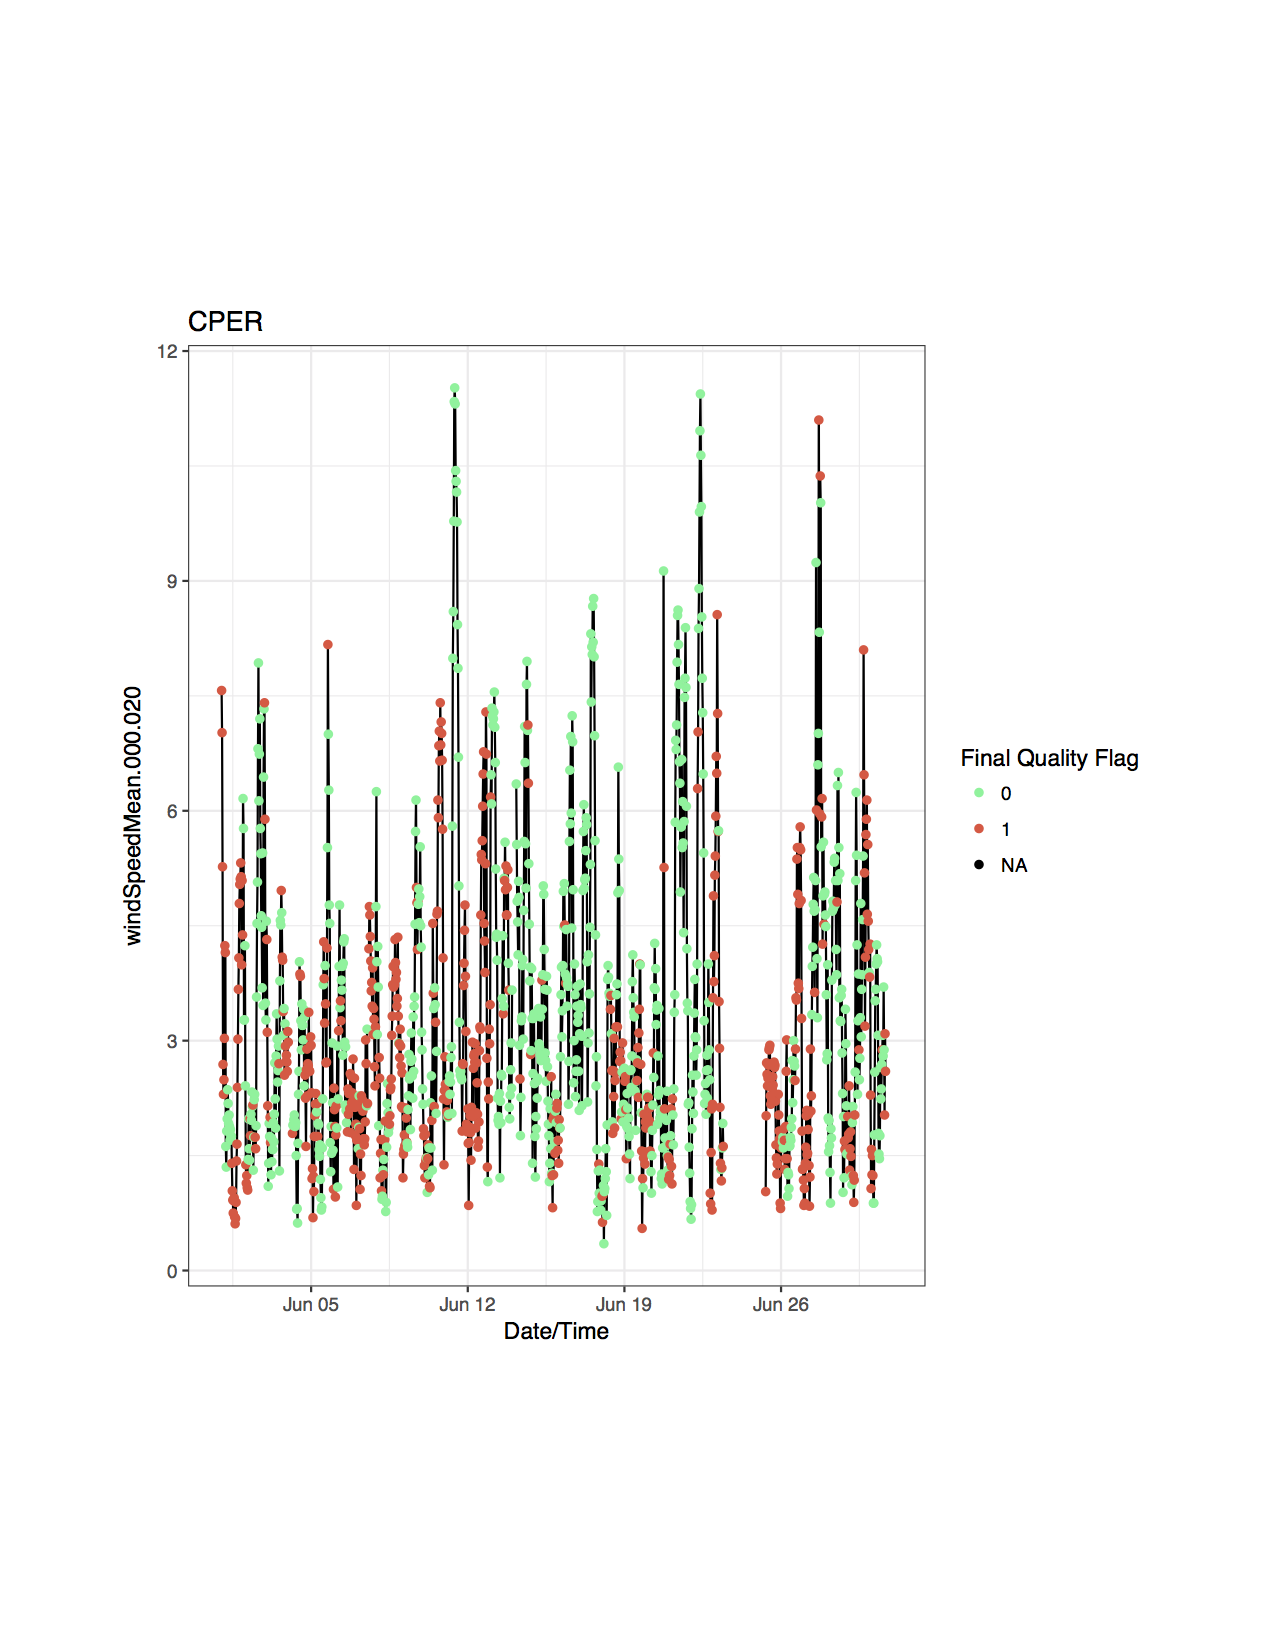 CPER
12
9
6
3
0
windSpeedMean.000.020
Jun 05
Jun 12
Jun 19
Jun 26
Date/Time
Final Quality Flag
0
1
NA